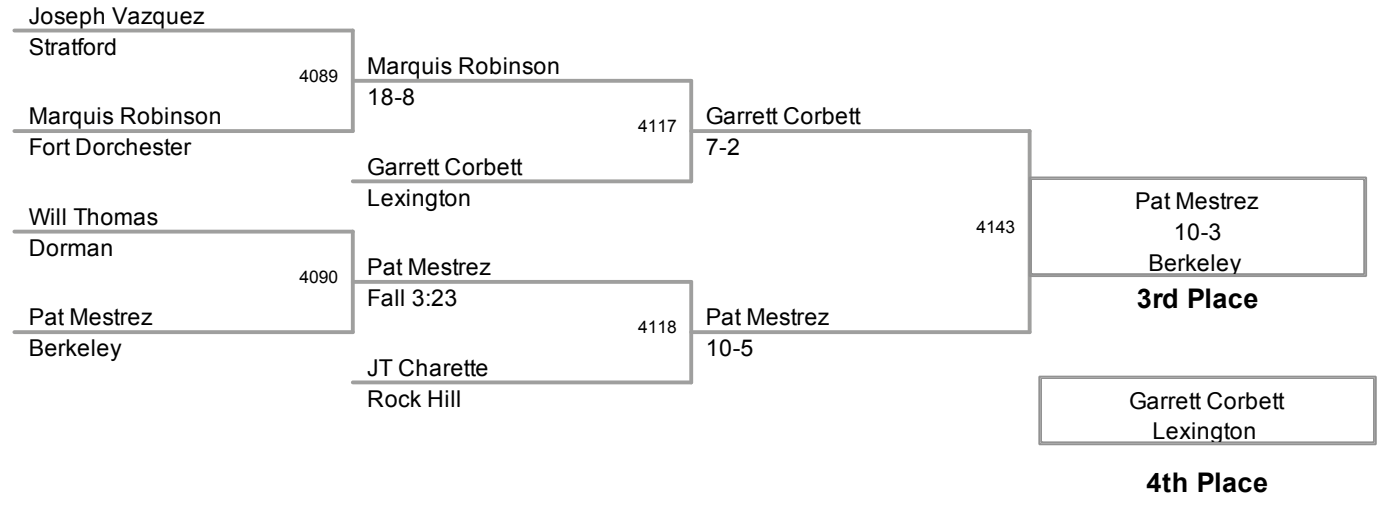 Joseph Vazquez
Stratford
4089
Marquis Robinson
Fort Dorchester
Will Thomas
Dorman
4090
Pat Mestrez
Berkeley
Marquis Robinson
18-8
4117
Garrett Corbett
Lexington
Pat Mestrez
Fall 3:23
4118
JT Charette
Rock Hill
Garrett Corbett
7-2
4143
Pat Mestrez
10-5
Pat Mestrez
10-3
Berkeley
3rd Place
Garrett Corbett
Lexington
4th Place